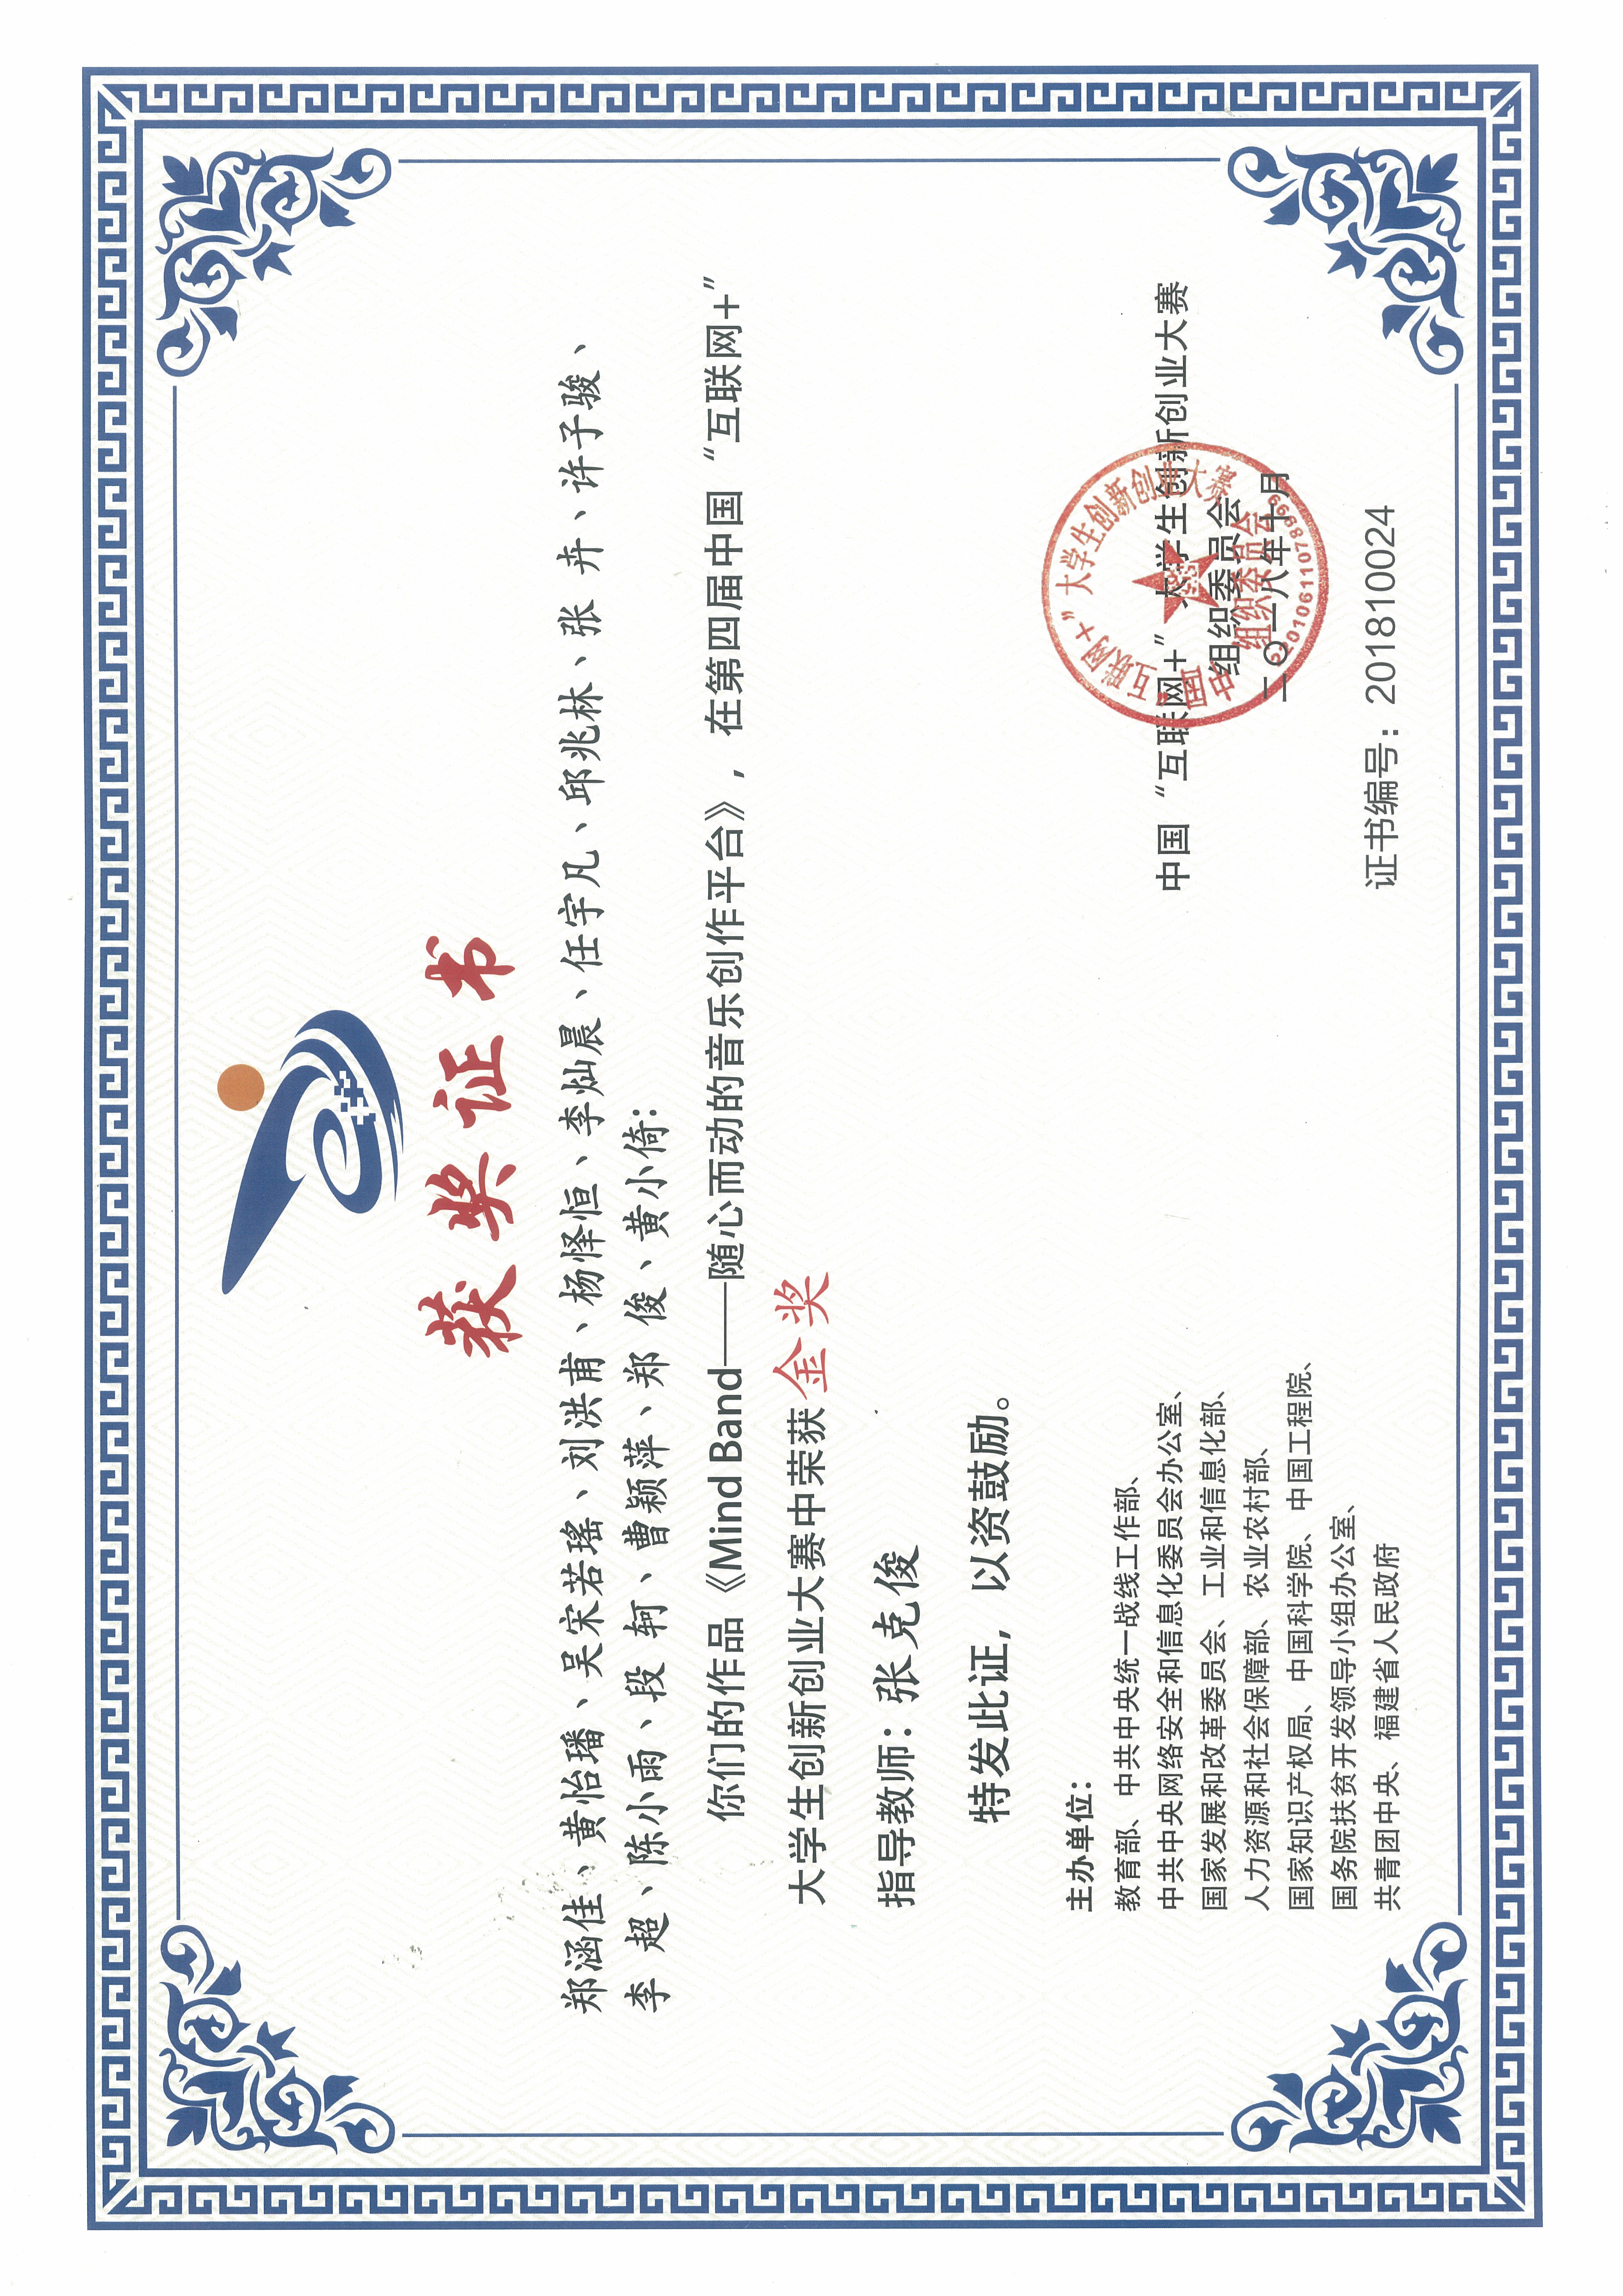 获奖证书
郑涵佳、黄怡璠、吴宋若瑶、刘洪甫、杨怿恒、李灿晨、任宇凡、邱兆林、张 卉、许子骏、
李 超、陈小雨、段 轲、曹颖萍、郑 俊、黄小倚:
你们的作品《Mind Band——随心而动的音乐创作平台》，在第四届中国“互联网+”
大学生创新创业大赛中荣获金奖
指导教师：张克俊
特发此证，以资鼓励。
主办单位：
教育部、中共中央统一战线工作部、
中共中央网络安全和信息化委员会办公室、
国家发展和改革委员会、工业和信息化部、
人力资源和社会保障部、农业农村部、
国家知识产权局、中国科学院、中国工程院、
国务院扶贫开发领导小组办公室、
共青团中央、福建省人民政府
中国“互联网+”大学生创新创业大赛
组织委员会
二〇一八年十月
中国“互联网+”大学生创新创业大赛
组织委员会
2201061107899​9
证书编号：201810024